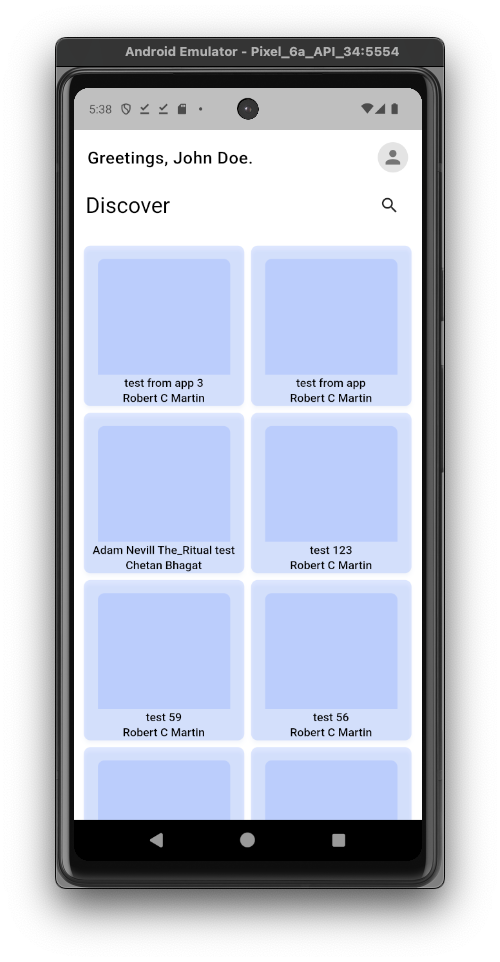 Android Emulator - Pixel_6a_API_34:5554
5:38
Greetings, John Doe.
Discover
test from app 3
Robert C Martin
test from app
Robert C Martin
Adam Nevill The_Ritual test
Chetan Bhagat
test 123
Robert C Martin
test 59
Robert C Martin
test 56
Robert C Martin